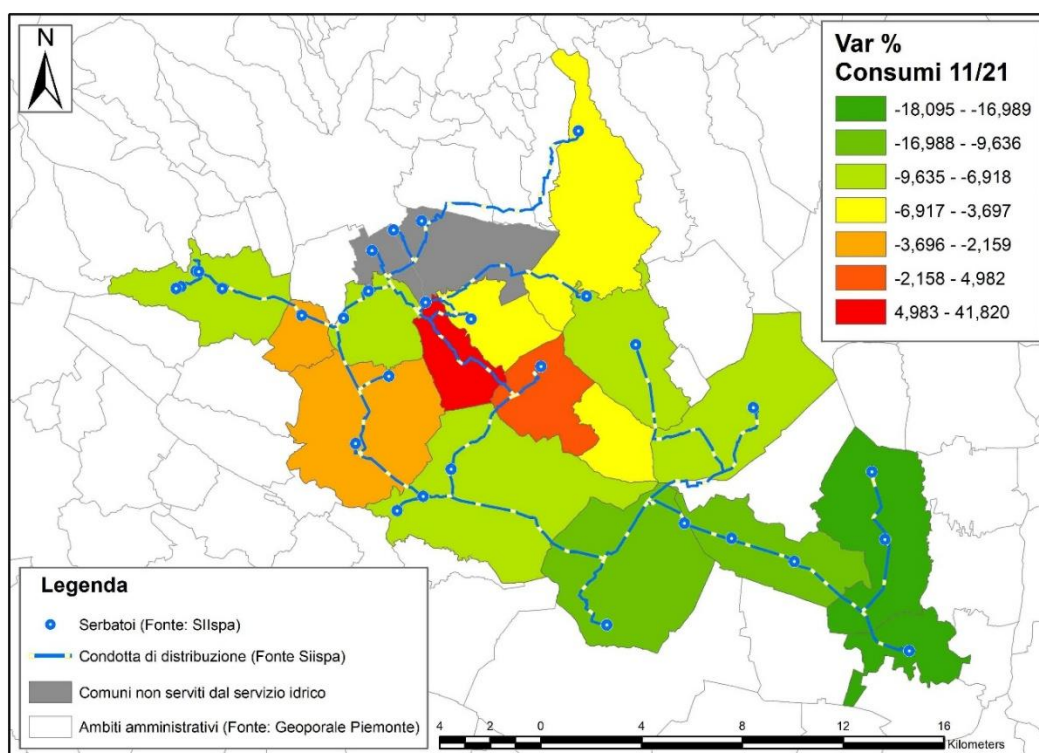 N
Var %
Consumi 11/21
-18,095 - -16,989
-16,988 - -9,636
-9,635 - -6,918
-6,917 - -3,697
-3,696 - -2,159
-2,158 - 4,982
4,983 - 41,820
Legenda
Serbatoi (Fonte: SIIspa)
Condotta di distribuzione (Fonte Siispa)
Comuni non serviti dal servizio idrico
Ambiti amministrativi (Fonte: Geoporale Piemonte)
4 2 0 4 8 12 16
Kilometers